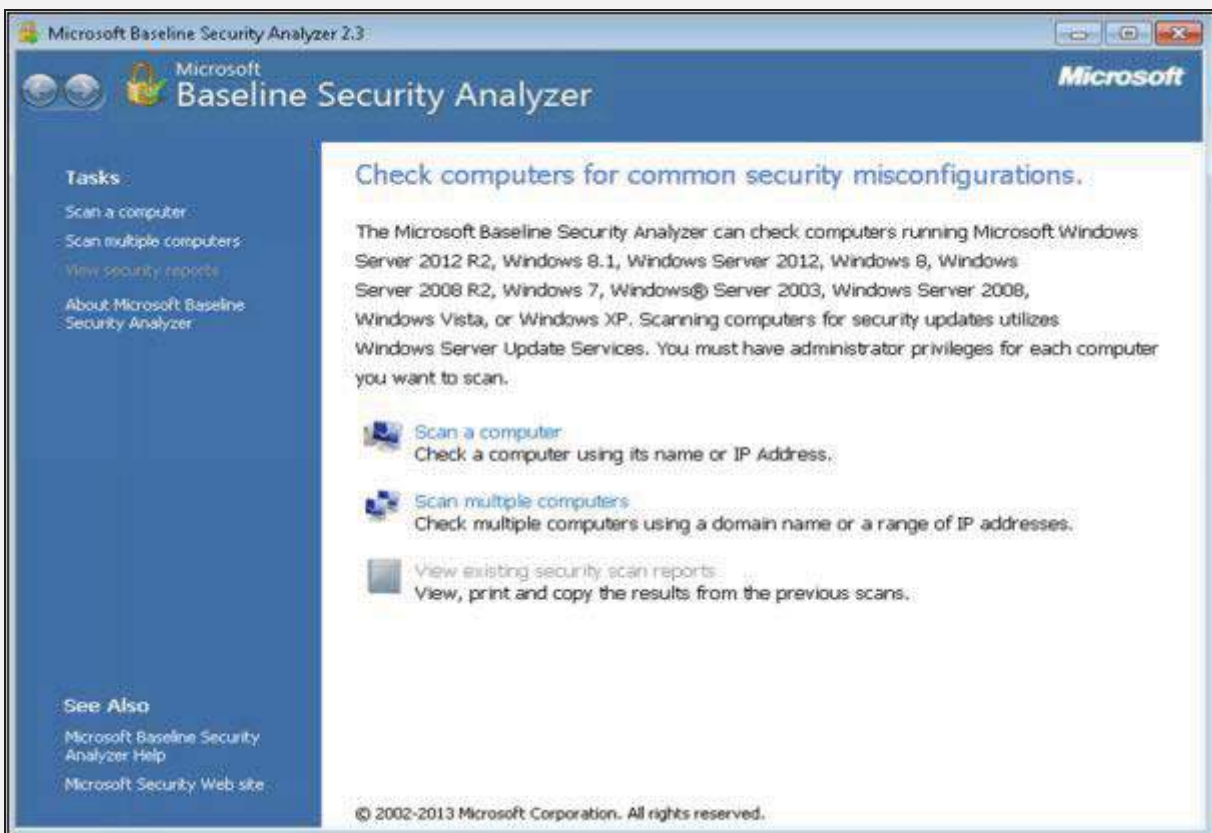 Microsoft Baseline Security Analyzer 2.3
Microsoft
Baseline Security Analyzer
Microsoft
Tasks
Scan a computer
Scan multiple computers
View security reports
About Microsoft Baseline
Security Analyzer
See Also
Microsoft Baseline Security
Analyzer Help
Microsoft Security Web site
Check computers for common security misconfigurations.
The Microsoft Baseline Security Analyzer can check computers running Microsoft Windows
Server 2012 R2, Windows 8.1, Windows Server 2012, Windows 8, Windows
Server 2008 R2, Windows 7, Windows® Server 2003, Windows Server 2008,
Windows Vista, or Windows XP. Scanning computers for security updates utilizes
Windows Server Update Services. You must have administrator privileges for each computer
you want to scan.
Scan a computer
Check a computer using its name or IP Address.
Scan multiple computers
Check multiple computers using a domain name or a range of IP addresses.
View existing security scan reports
View, print and copy the results from the previous scans.
© 2002-2013 Microsoft Corporation. All rights reserved.